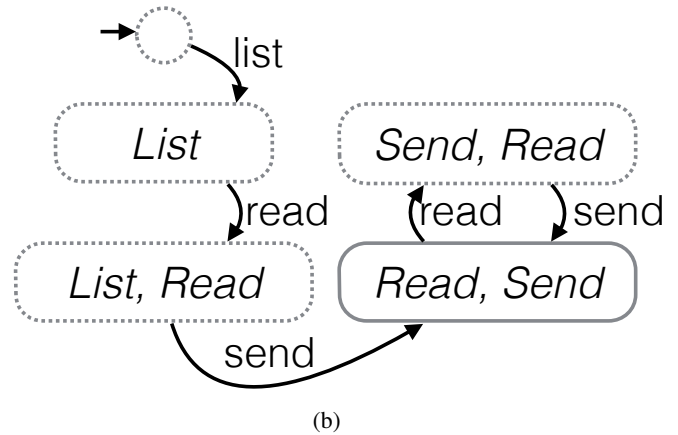 list
List
Send, Read
read
read
send
List, Read
Read, Send
send
(b)